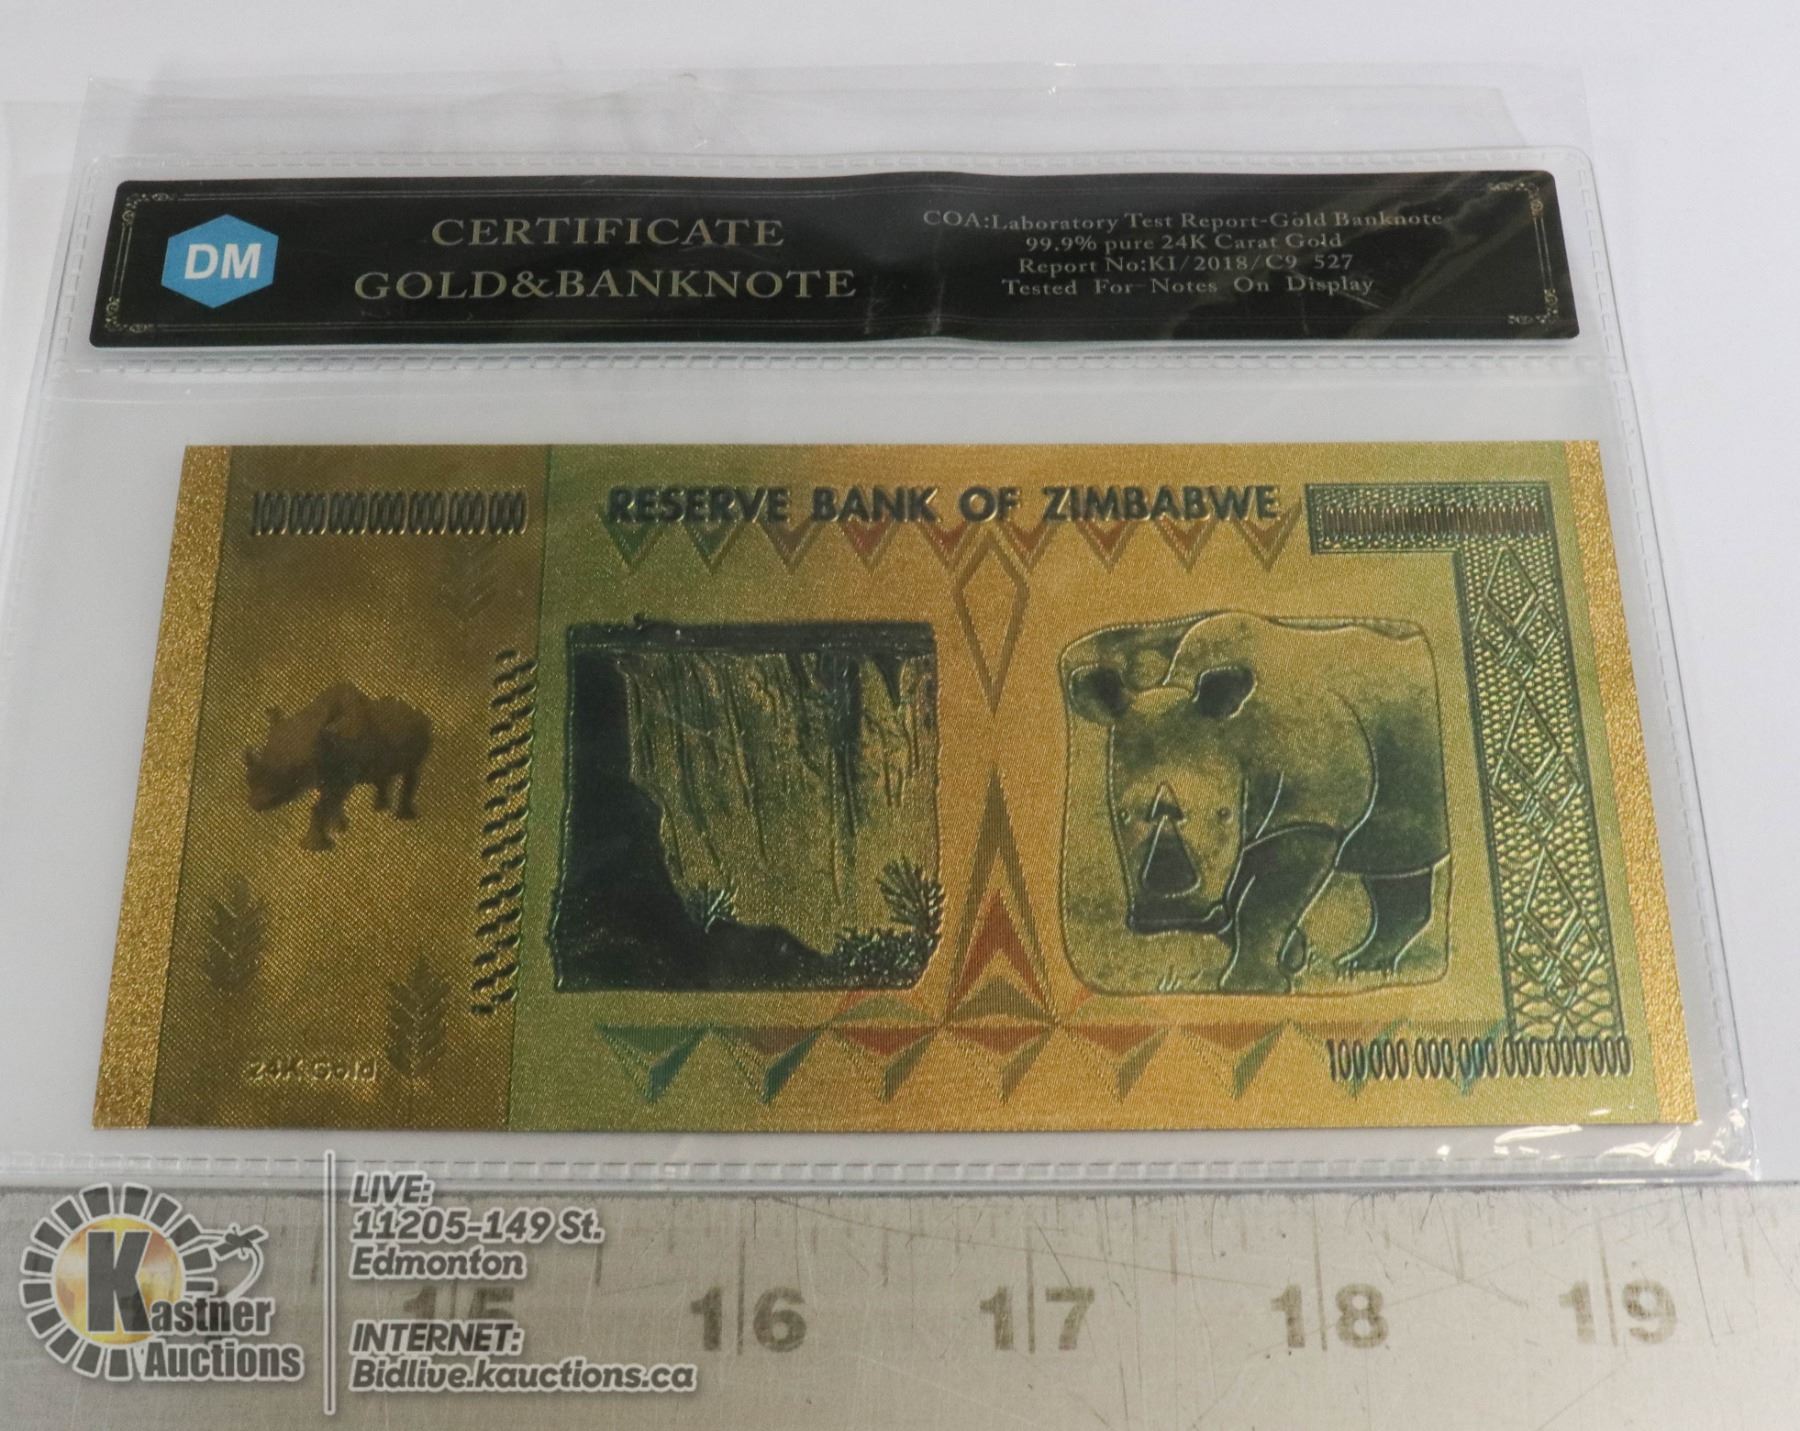 DM
CERTIFICATE
GOLD&BANKNOTE
COA:Laboratory Test Report-Gold Banknote
99.9% pure 24K Carat Gold
Report No:KI/2018/C9 527
Tested For Notes On Display
100 000 000 000 000 000 000
RESERVE BANK OF ZIMBABWE
24K Gold
100 000 000 000 000 000 000
Kastner
Auctions
LIVE:
11205-149 St.
Edmonton
INTERNET:
Bidlive.kauctions.ca
15 16 17 18 19